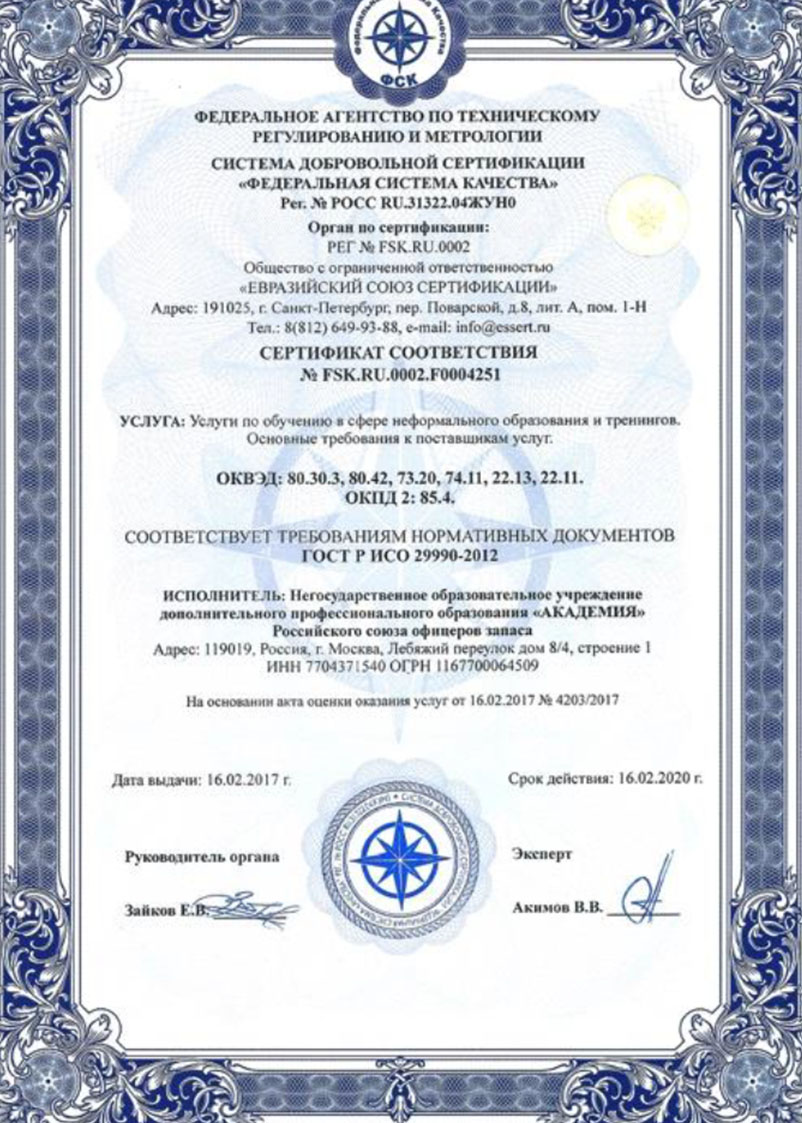 Федеральная Система Качества
ФСК
ФЕДЕРАЛЬНОЕ АГЕНТСТВО ПО ТЕХНИЧЕСКОМУ
РЕГУЛИРОВАНИЮ И МЕТРОЛОГИИ
СИСТЕМА ДОБРОВОЛЬНОЙ СЕРТИФИКАЦИИ
«ФЕДЕРАЛЬНАЯ СИСТЕМА КАЧЕСТВА»
Рег. № РОСС RU.31322.04ЖУН0
Орган по сертификации:
РЕГ № FSK.RU.0002
Общество с ограниченной ответственностью
«ЕВРАЗИЙСКИЙ СОЮЗ СЕРТИФИКАЦИИ»
Адрес: 191025, г. Санкт-Петербург, пер. Поварской, д.8, лит. А, пом. 1-Н
Тел.: 8(812) 649-93-88, e-mail: info@essert.ru
СЕРТИФИКАТ СООТВЕТСТВИЯ
№ FSK.RU.0002.F0004251
УСЛУГА: Услуги по обучению в сфере неформального образования и тренингов.
Основные требования к поставщикам услуг.
ОКВЭД: 80.30.3, 80.42, 73.20, 74.11, 22.13, 22.11.
ОКПД 2: 85.4.
СООТВЕТСТВУЕТ ТРЕБОВАНИЯМ НОРМАТИВНЫХ ДОКУМЕНТОВ
ГОСТ Р ИСО 29990-2012
ИСПОЛНИТЕЛЬ: Негосударственное образовательное учреждение
дополнительного профессионального образования «АКАДЕМИЯ»
Российского союза офицеров запаса
Адрес: 119019, Россия, г. Москва, Лебяжий переулок дом 8/4, строение 1
ИНН 7704371540 ОГРН 1167700064509
На основании акта оценки оказания услуг от 16.02.2017 № 4203/2017
Дата выдачи: 16.02.2017 г.
Срок действия: 16.02.2020 г.
Руководитель органа
Эксперт
Зайков Е.В.
Акимов В.В.